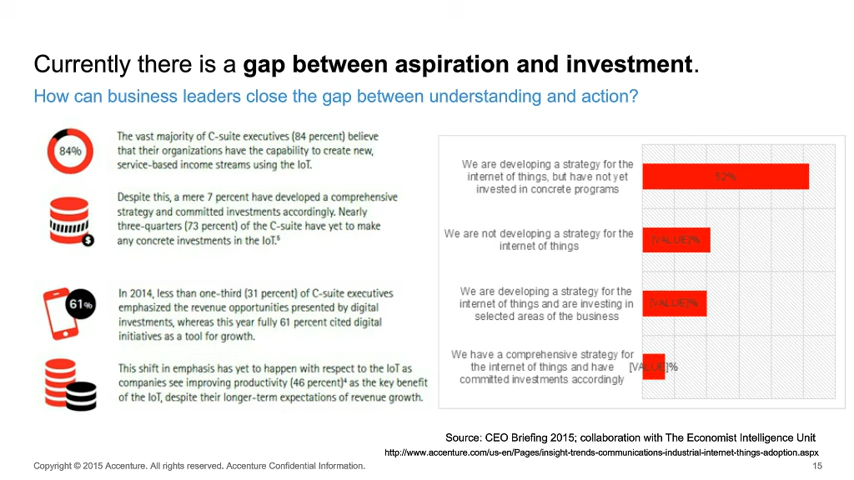 Currently there is a gap between aspiration and investment.
How can business leaders close the gap between understanding and action?
84%
The vast majority of C-suite executives (84 percent) believe
that their organizations have the capability to create new,
service-based income streams using the IoT.
Despite this, a mere 7 percent have developed a comprehensive
strategy and committed investments accordingly. Nearly
three-quarters (73 percent) of the C-suite have yet to make
any concrete investments in the IoT.⁵
$
61%
In 2014, less than one-third (31 percent) of C-suite executives
emphasized the revenue opportunities presented by digital
investments, whereas this year fully 61 percent cited digital
initiatives as a tool for growth.
This shift in emphasis has yet to happen with respect to the IoT as
companies see improving productivity (46 percent)⁴ as the key benefit
of the IoT, despite their longer-term expectations of revenue growth.
We are developing a strategy for the
internet of things, but have not yet
invested in concrete programs
52%
We are not developing a strategy for the
internet of things
[VALUE]%
We are developing a strategy for the
internet of things and are investing in
selected areas of the business
[VALUE]%
We have a comprehensive strategy for
the internet of things and have
committed investments accordingly
[VALUE]%
Source: CEO Briefing 2015; collaboration with The Economist Intelligence Unit
http://www.accenture.com/us-en/Pages/insight-trends-communications-industrial-internet-things-adoption.aspx
Copyright © 2015 Accenture. All rights reserved. Accenture Confidential Information.
15